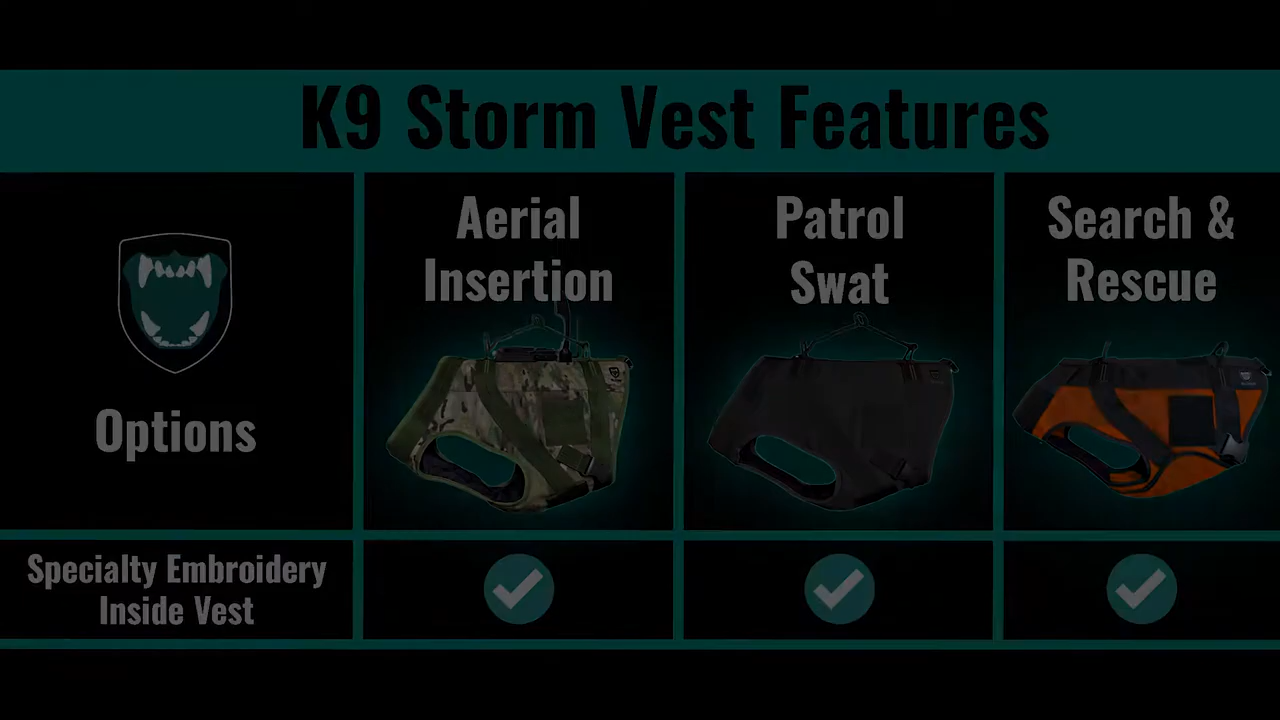 K9 Storm Vest Features
Aerial
Insertion
Patrol
Swat
Search &
Rescue
Options
Specialty Embroidery
Inside Vest